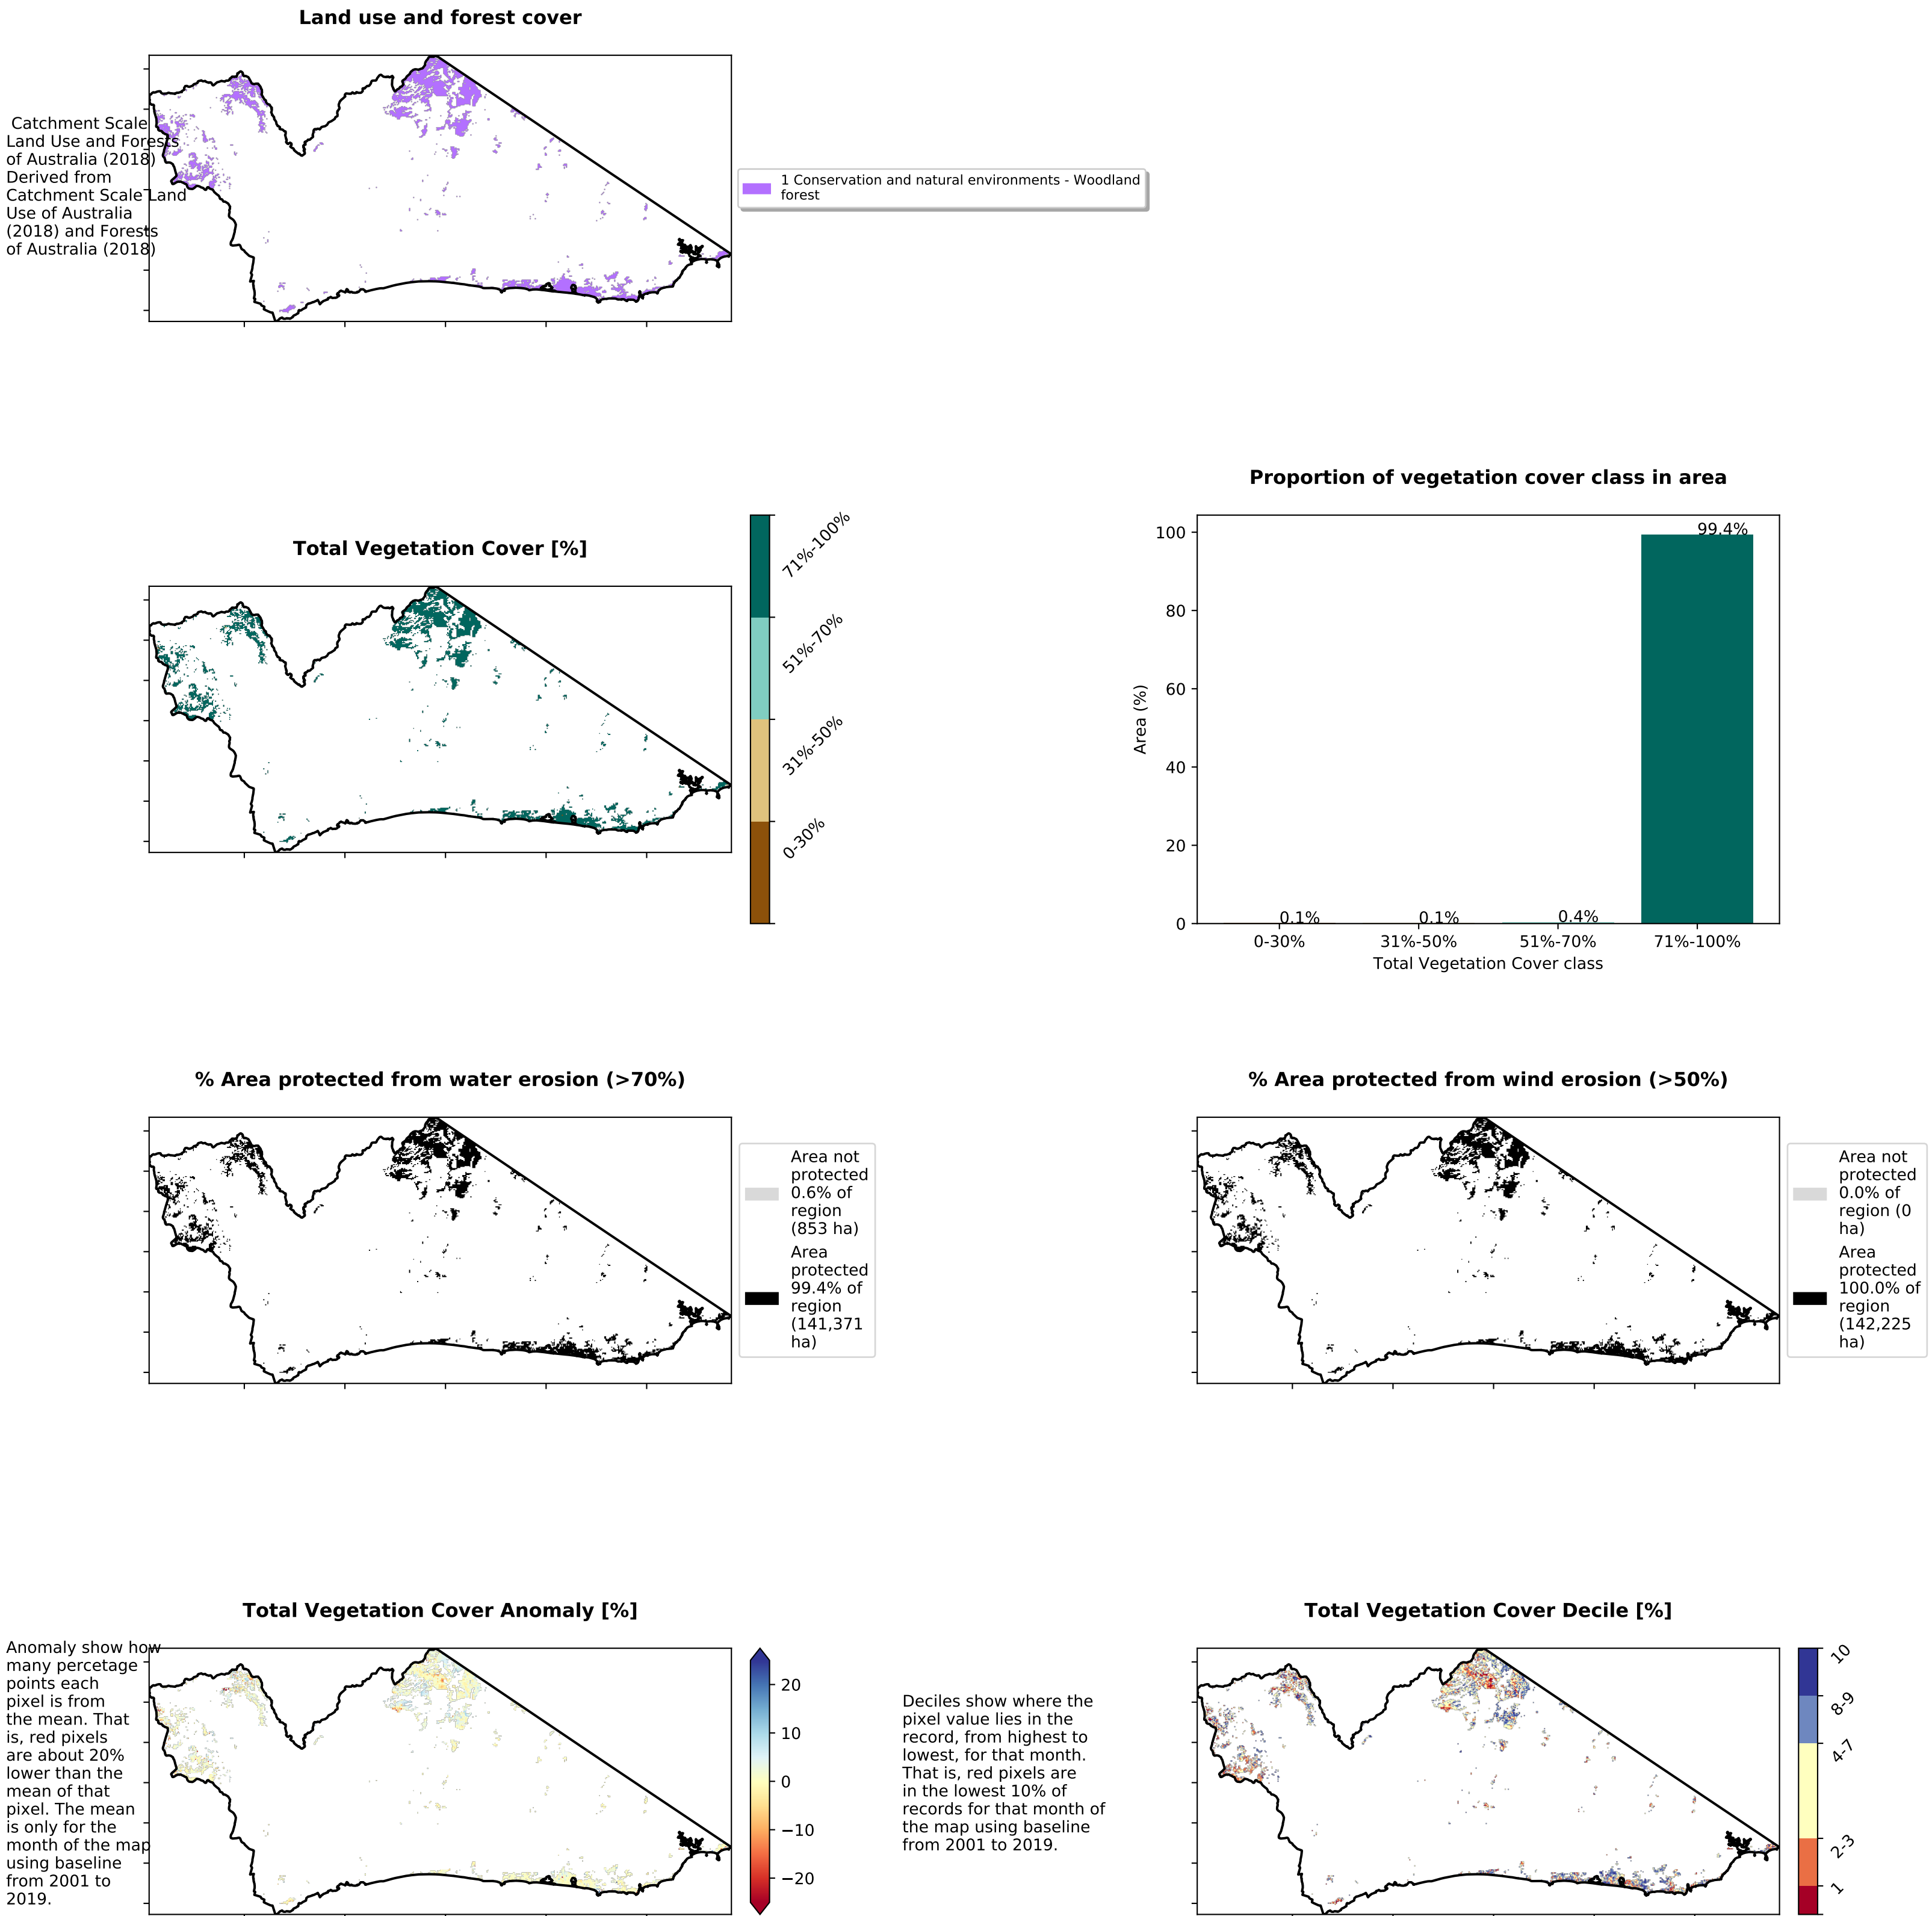 Land use and forest cover
Catchment Scale
Land Use and Forests
of Australia (2018)
Derived from
Catchment Scale Land
Use of Australia
(2018) and Forests
of Australia (2018)
1 Conservation and natural environments - Woodland
forest
Total Vegetation Cover [%]
71%-100%
51%-70%
31%-50%
0-30%
Proportion of vegetation cover class in area
100
80
60
40
20
0
Area (%)
0.1%
0.1%
0.4%
99.4%
0-30%
31%-50%
51%-70%
71%-100%
Total Vegetation Cover class
% Area protected from water erosion (>70%)
Area not
protected
0.6% of
region
(853 ha)
Area
protected
99.4% of
region
(141,371
ha)
% Area protected from wind erosion (>50%)
Area not
protected
0.0% of
region (0
ha)
Area
protected
100.0% of
region
(142,225
ha)
Total Vegetation Cover Anomaly [%]
Anomaly show how
many percetage
points each
pixel is from
the mean. That
is, red pixels
are about 20%
lower than the
mean of that
pixel. The mean
is only for the
month of the map
using baseline
from 2001 to
2019.
20
10
0
−10
−20
Total Vegetation Cover Decile [%]
Deciles show where the
pixel value lies in the
record, from highest to
lowest, for that month.
That is, red pixels are
in the lowest 10% of
records for that month of
the map using baseline
from 2001 to 2019.
10
8-9
4-7
2-3
1